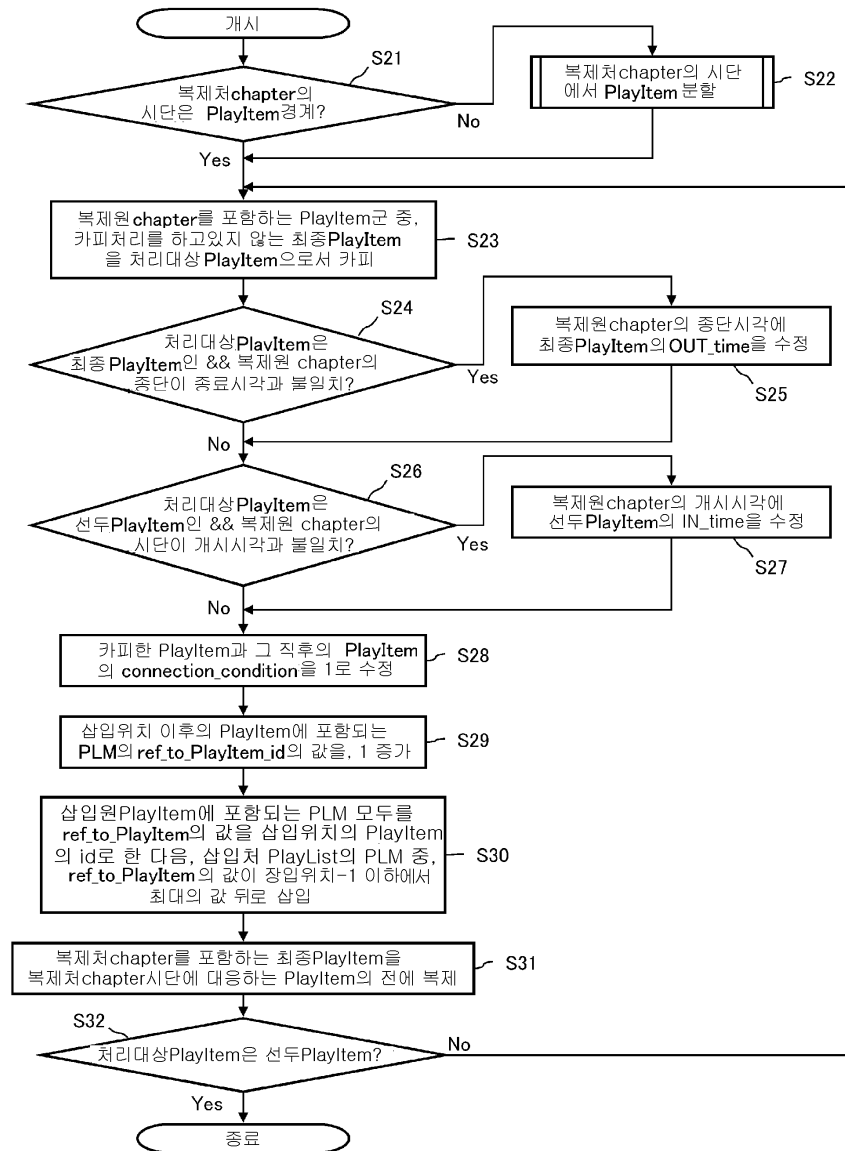 개시
S21
복제처chapter의
시단은 PlayItem경계?
No
Yes
복제처chapter의 시단
에서 PlayItem 분할
S22
복제원chapter를 포함하는 PlayItem군 중,
카피처리를 하고있지 않는 최종PlayItem
을 처리대상PlayItem으로서 카피
S23
S24
처리대상PlayItem은
최종PlayItem인 && 복제원 chapter의
종단이 종료시각과 불일치?
Yes
No
복제원chapter의 종단시각에
최종PlayItem의OUT_time을 수정
S25
S26
처리대상PlayItem은
선두PlayItem인 && 복제원 chapter의
시단이 개시시각과 불일치?
Yes
No
복제원chapter의 개시시각에
선두PlayItem의 IN_time을 수정
S27
카피한 PlayItem과 그 직후의 PlayItem
의 connection_condition을 1로 수정
S28
삽입위치 이후의 PlayItem에 포함되는
PLM의ref_to_PlayItem_id의 값을, 1 증가
S29
삽입원PlayItem에 포함되는 PLM 모두를
ref_to_PlayItem의 값을 삽입위치의 PlayItem
의 id로 한 다음, 삽입처 PlayList의 PLM 중,
ref_to_PlayItem의 값이 장입위치-1 이하에서
최대의 값 뒤로 삽입
S30
복제처chapter를 포함하는 최종PlayItem을
복제처chapter시단에 대응하는 PlayItem의 전에 복제
S31
S32
처리대상PlayItem은 선두PlayItem?
No
Yes
종료